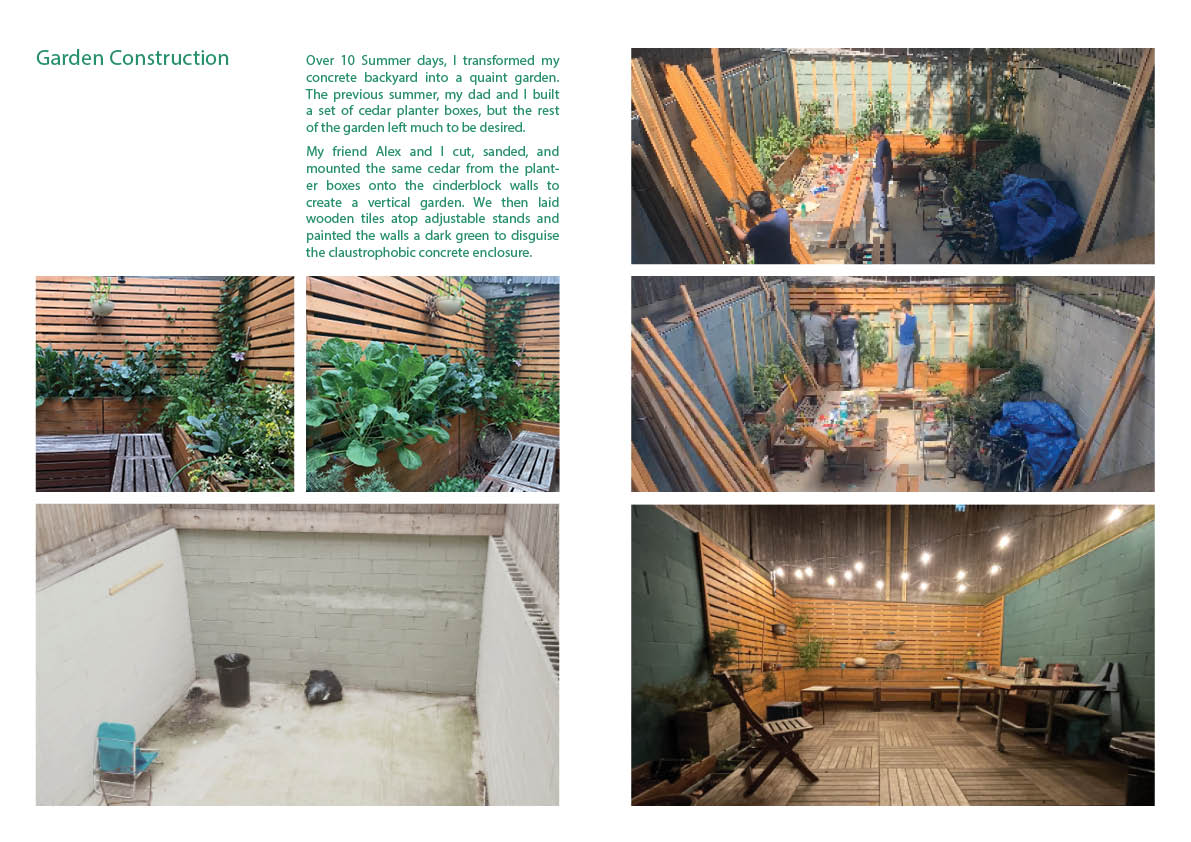 Garden Construction
Over 10 Summer days, I transformed my
concrete backyard into a quaint garden.
The previous summer, my dad and I built
a set of cedar planter boxes, but the rest
of the garden left much to be desired.
My friend Alex and I cut, sanded, and
mounted the same cedar from the plant-
er boxes onto the cinderblock walls to
create a vertical garden. We then laid
wooden tiles atop adjustable stands and
painted the walls a dark green to disguise
the claustrophobic concrete enclosure.